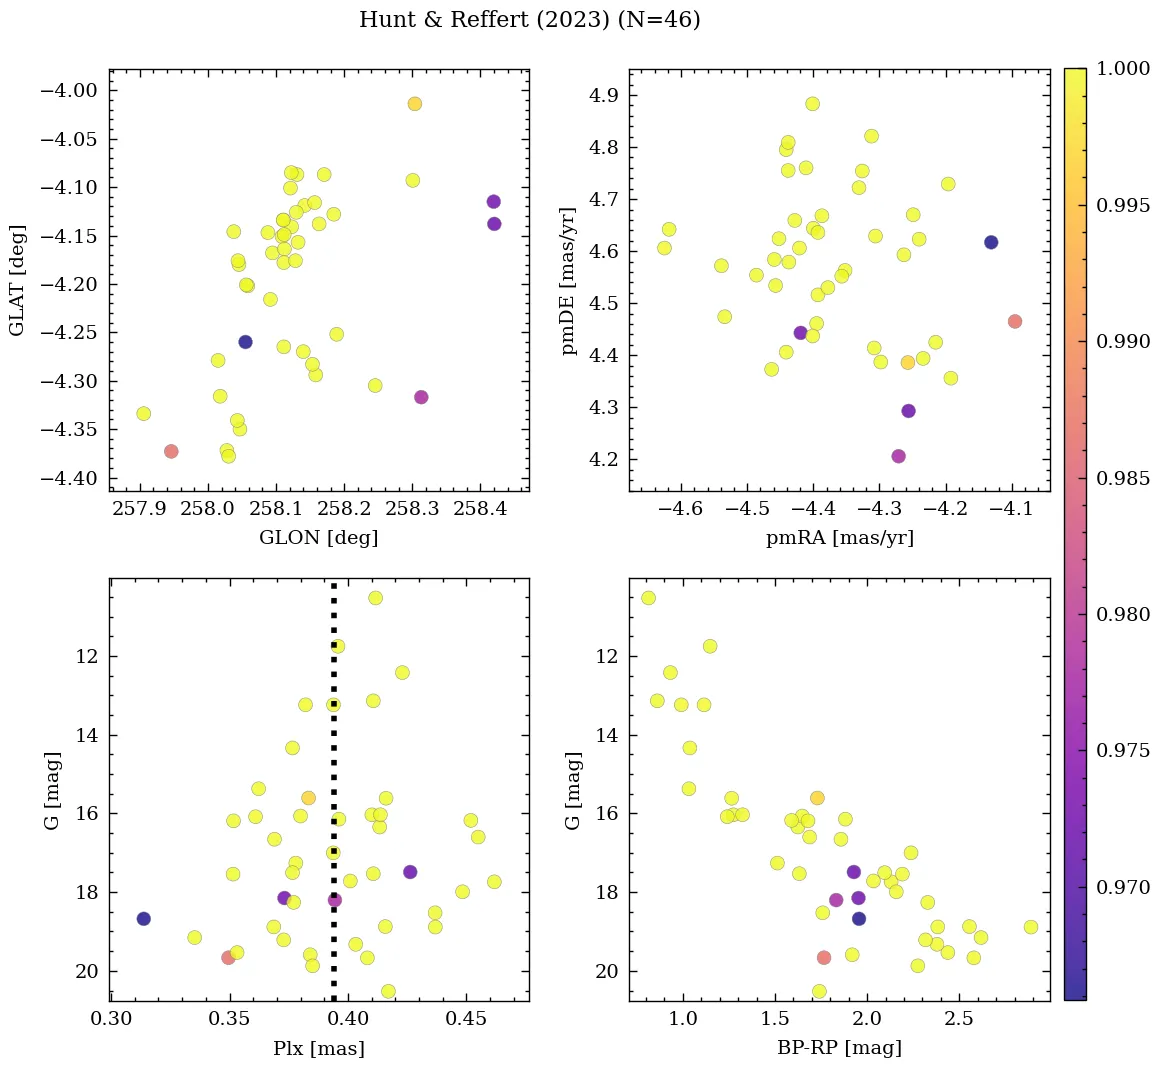 Hunt & Reffert (2023) (N=46)
−4.00
−4.05
−4.10
−4.15
−4.20
−4.25
−4.30
−4.35
−4.40
GLAT [deg]
257.9 258.0 258.1 258.2 258.3 258.4
GLON [deg]
4.9
4.8
4.7
4.6
4.5
4.4
4.3
4.2
pmDE [mas/yr]
−4.6 −4.5 −4.4 −4.3 −4.2 −4.1
pmRA [mas/yr]
12
14
16
18
20
G [mag]
0.30 0.35 0.40 0.45
Plx [mas]
12
14
16
18
20
G [mag]
1.0 1.5 2.0 2.5
BP-RP [mag]
1.000
0.995
0.990
0.985
0.980
0.975
0.970